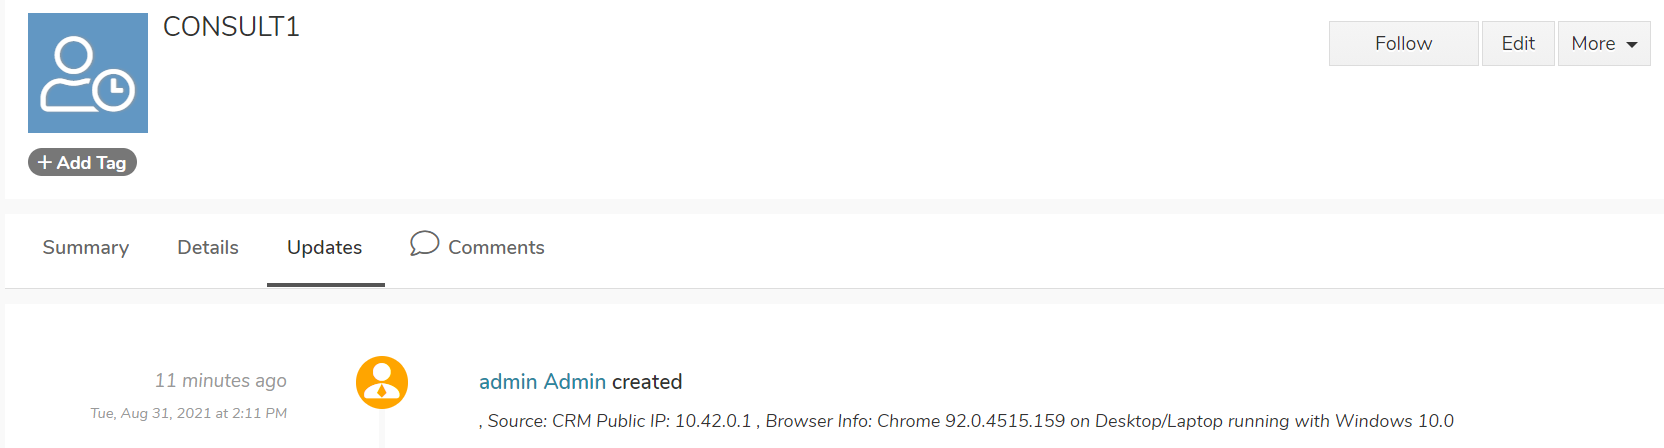 CONSULT1
Follow
Edit
More
+ Add Tag
Summary
Details
Updates
Comments
11 minutes ago
Tue, Aug 31, 2021 at 2:11 PM
admin Admin created
, Source: CRM Public IP: 10.42.0.1 , Browser Info: Chrome 92.0.4515.159 on Desktop/Laptop running with Windows 10.0